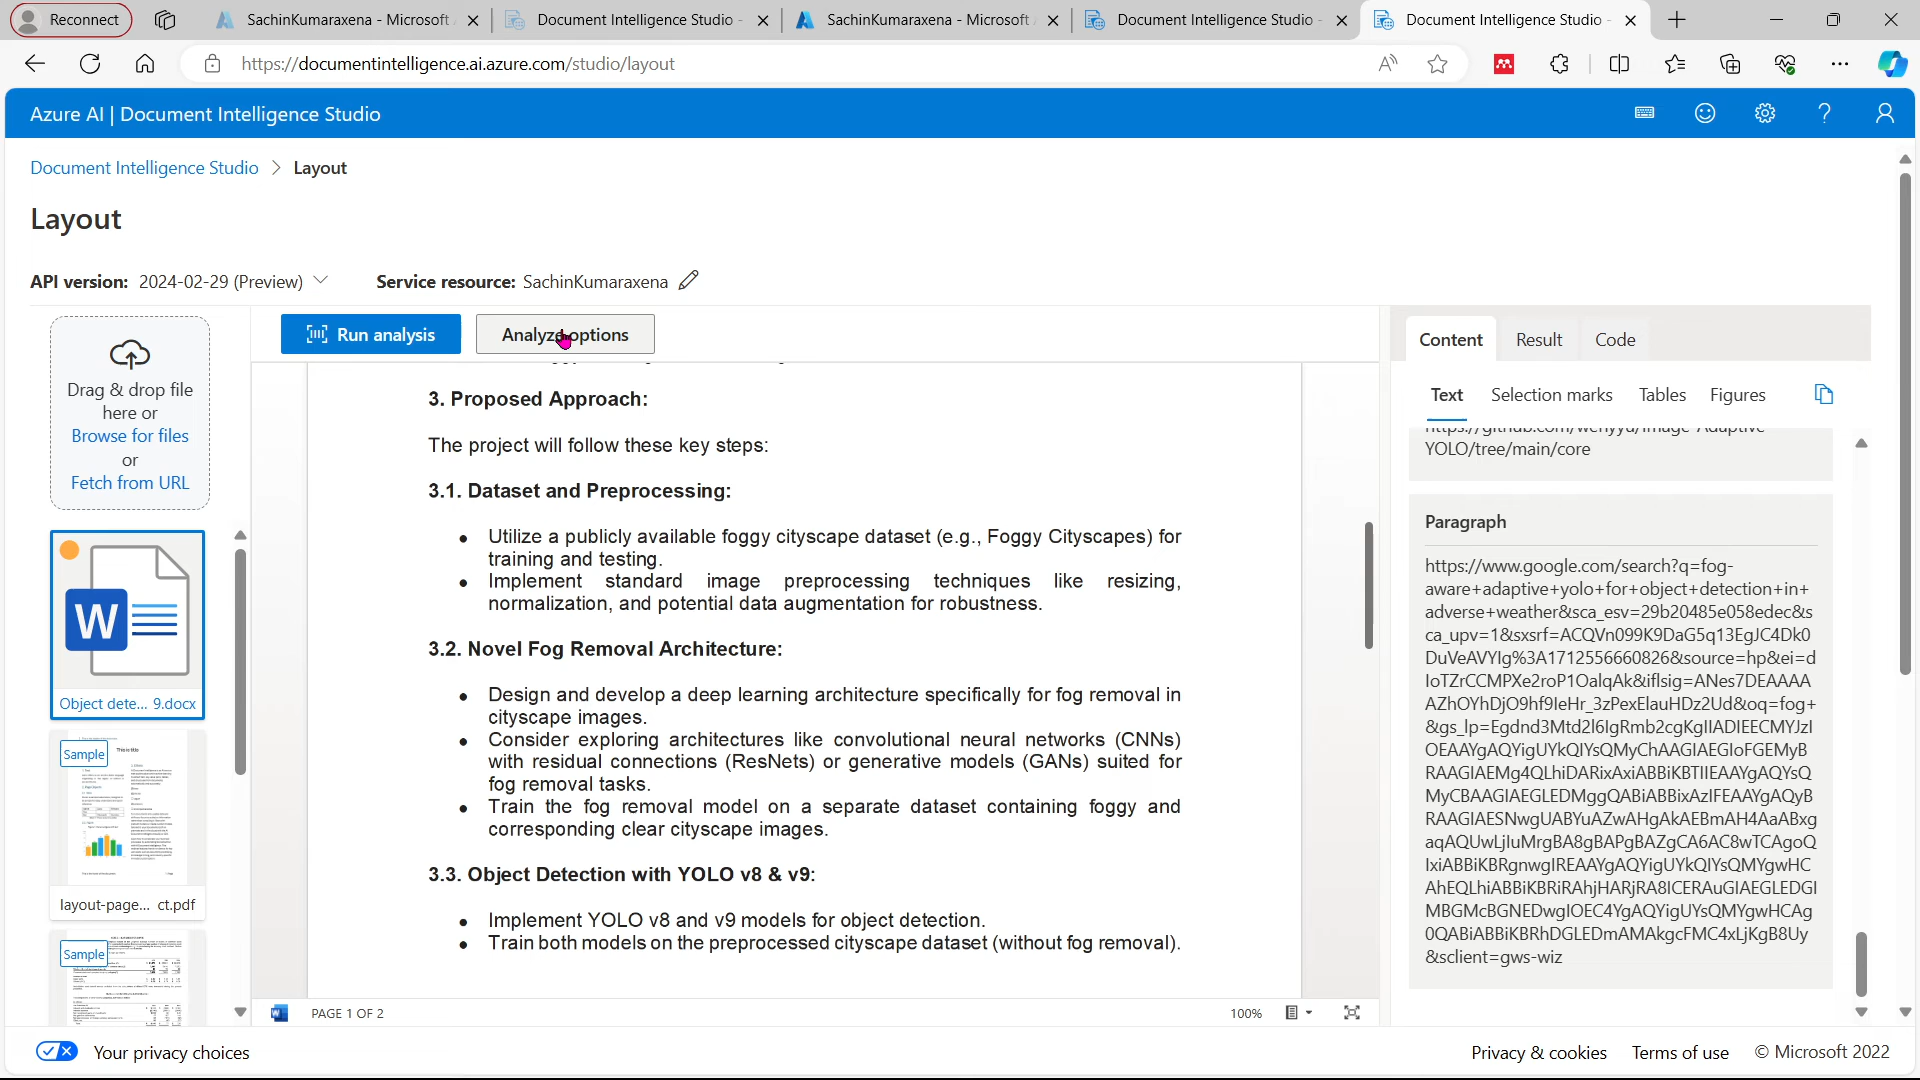 Reconnect
SachinKumaraxena - Microsoft
Document Intelligence Studio -
SachinKumaraxena - Microsoft
Document Intelligence Studio -
Document Intelligence Studio -
https://documentintelligence.ai.azure.com/studio/layout
Azure AI | Document Intelligence Studio
Document Intelligence Studio > Layout
Layout
API version: 2024-02-29 (Preview)
Service resource: SachinKumaraxena
Drag & drop file
here or
Browse for files
or
Fetch from URL
Object dete... 9.docx
Sample
layout-page... ct.pdf
Sample
Run analysis
Analyze options
3. Proposed Approach:
The project will follow these key steps:
3.1. Dataset and Preprocessing:
• Utilize a publicly available foggy cityscape dataset (e.g., Foggy Cityscapes) for
training and testing.
• Implement standard image preprocessing techniques like resizing,
normalization, and potential data augmentation for robustness.
3.2. Novel Fog Removal Architecture:
• Design and develop a deep learning architecture specifically for fog removal in
cityscape images.
• Consider exploring architectures like convolutional neural networks (CNNs)
with residual connections (ResNets) or generative models (GANs) suited for
fog removal tasks.
• Train the fog removal model on a separate dataset containing foggy and
corresponding clear cityscape images.
3.3. Object Detection with YOLO v8 & v9:
• Implement YOLO v8 and v9 models for object detection.
• Train both models on the preprocessed cityscape dataset (without fog removal).
PAGE 1 OF 2
100%
Content
Result
Code
Text
Selection marks
Tables
Figures
YOLO/tree/main/core
Paragraph
https://www.google.com/search?q=fog-
aware+adaptive+yolo+for+object+detection+in+
adverse+weather&sca_esv=29b20485e058edec&s
ca_upv=1&sxsrf=ACQVn099K9DaG5q13EgJC4Dk0
DuVeAVYlg%3A1712556660826&source=hp&ei=d
IoTZrCCMPXe2roP1OalqAk&iflsig=ANes7DEAAAA
AZhOYhDjO9hf9IeHr_3zPexElauHDz2Ud&oq=fog+
&gs_lp=Egdnd3Mtd2l6IgRmb2cgKgIIADIEECMYJzI
OEAAYgAQYigUYkQIYsQMyChAAGIAEGIoFGEMyB
RAAGIAEMg4QLhiDARixAxiABBiKBTIIEAAYgAQYsQ
MyCBAAGIAEGLEDMggQABiABBixAzIFEAAYgAQyB
RAAGIAESNwgUABYuAZwAHgAkAEBmAH4AaABxg
aqAQUwLjIuMrgBA8gBAPgBAZgCA6AC8wTCAgoQ
IxiABBiKBRgnwgIREAAYgAQYigUYkQIYsQMYgwHC
AhEQLhiABBiKBRiRAhjHARjRA8ICERAuGIAEGLEDGI
MBGMcBGNEDwgIOEC4YgAQYigUYsQMYgwHCAg
0QABiABBiKBRhDGLEDmAMAkgcFMC4xLjKgB8Uy
&sclient=gws-wiz
Your privacy choices
Privacy & cookies
Terms of use
© Microsoft 2022